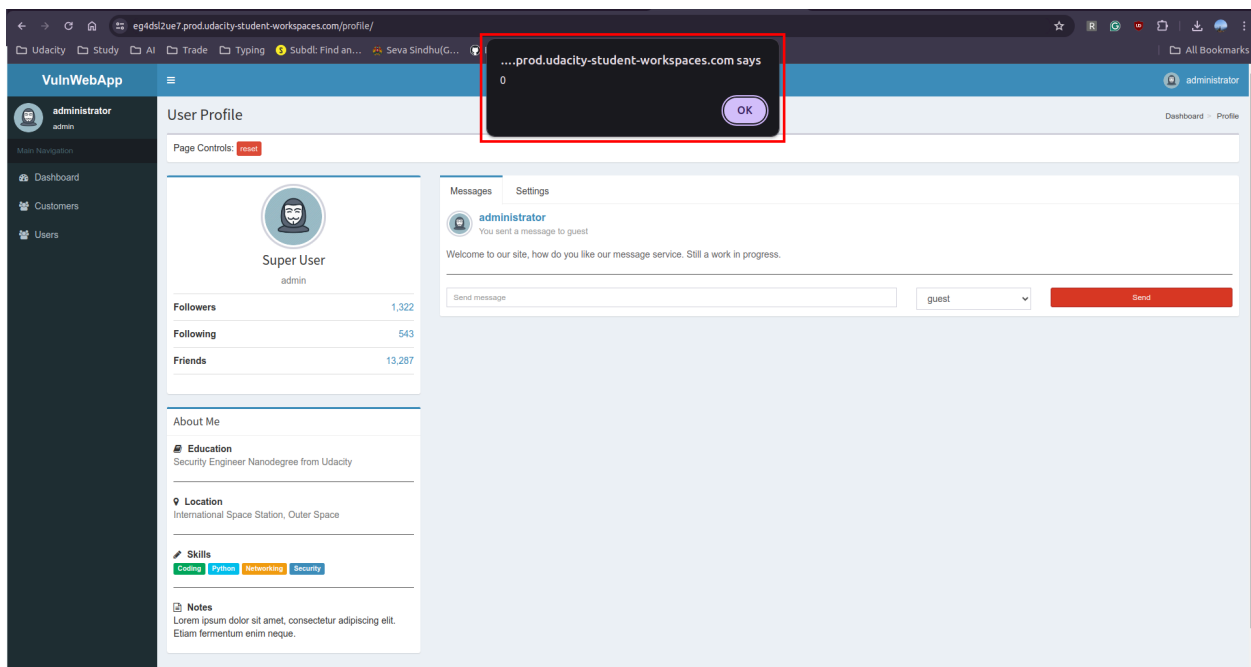 eg4dsl2ue7.prod.udacity-student-workspaces.com/profile/
Udacity Study AI Trade Typing Subdl: Find an... Seva Sindhu(G... All Bookmarks
....prod.udacity-student-workspaces.com says
0
OK
VulnWebApp
administrator
administrator
admin
Main Navigation
Dashboard
Customers
Users
User Profile
Dashboard > Profile
Page Controls: reset
Super User
admin
Followers 1,322
Following 543
Friends 13,287
About Me
Education
Security Engineer Nanodegree from Udacity
Location
International Space Station, Outer Space
Skills
Coding Python Networking Security
Notes
Lorem ipsum dolor sit amet, consectetur adipiscing elit.
Etiam fermentum enim neque.
Messages Settings
administrator
You sent a message to guest
Welcome to our site, how do you like our message service. Still a work in progress.
Send message guest Send